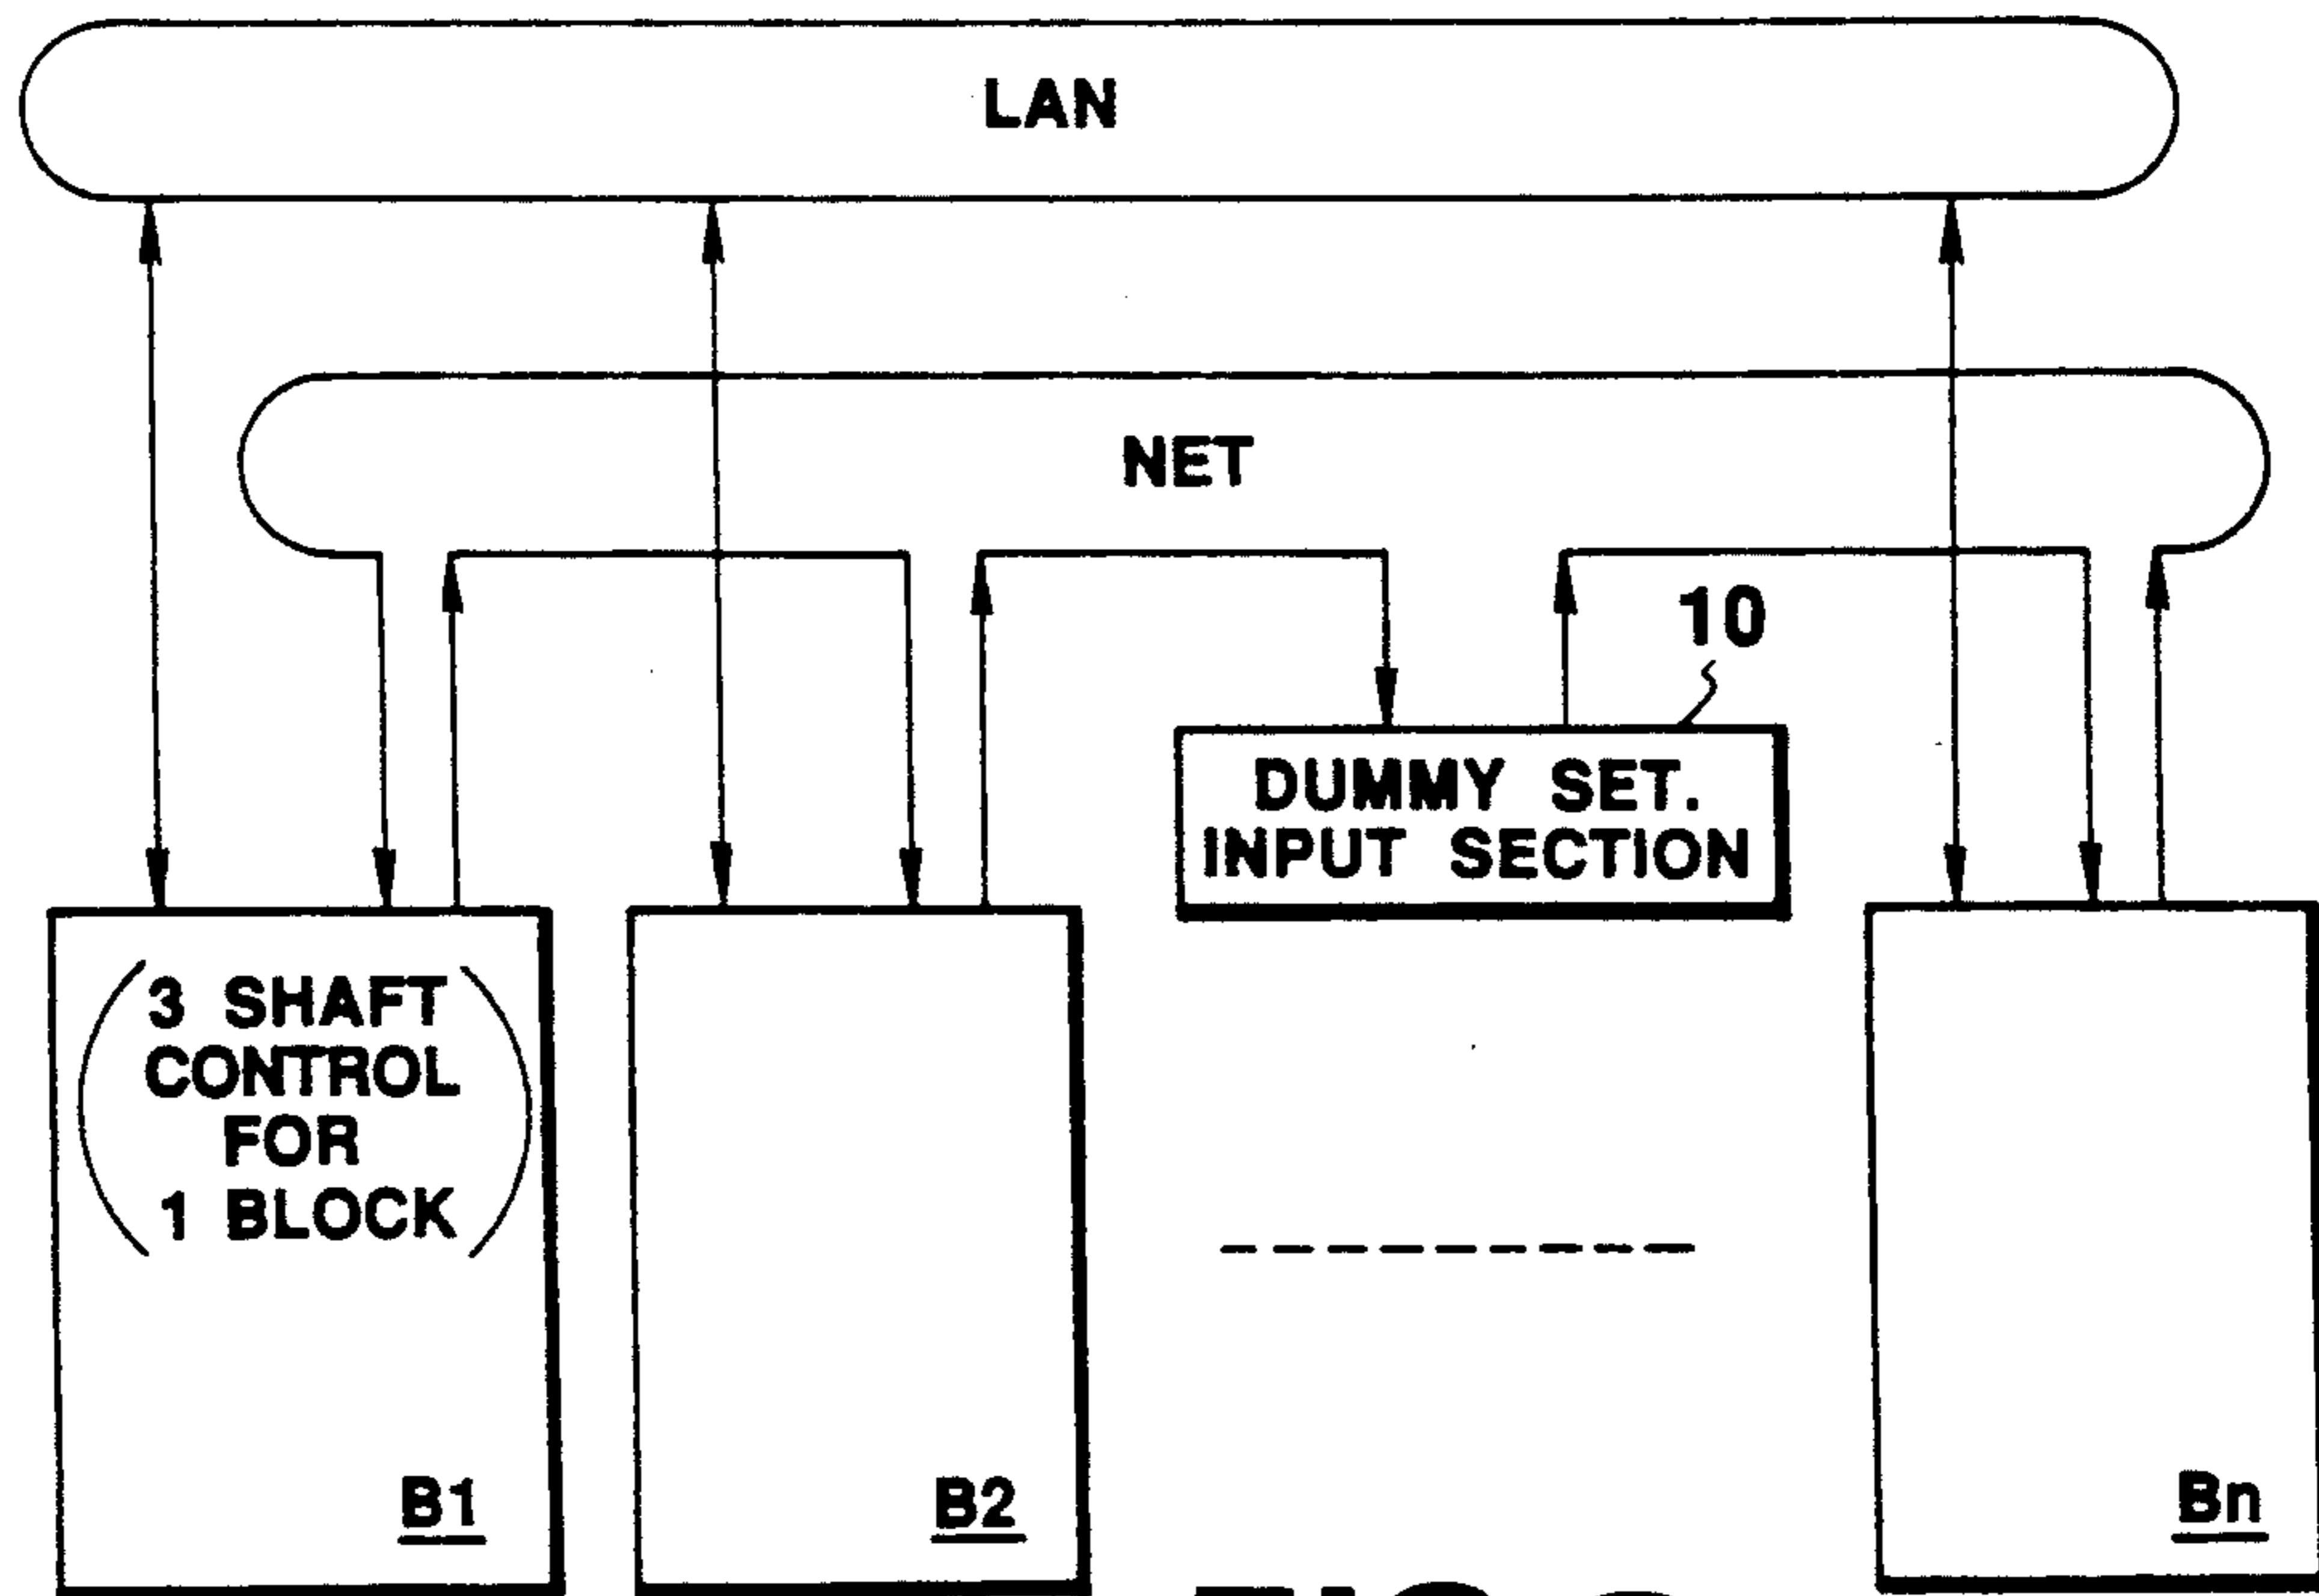 LAN
NET
10
DUMMY SET.
INPUT SECTION
3 SHAFT
CONTROL
FOR
1 BLOCK
B1
B2
Bn